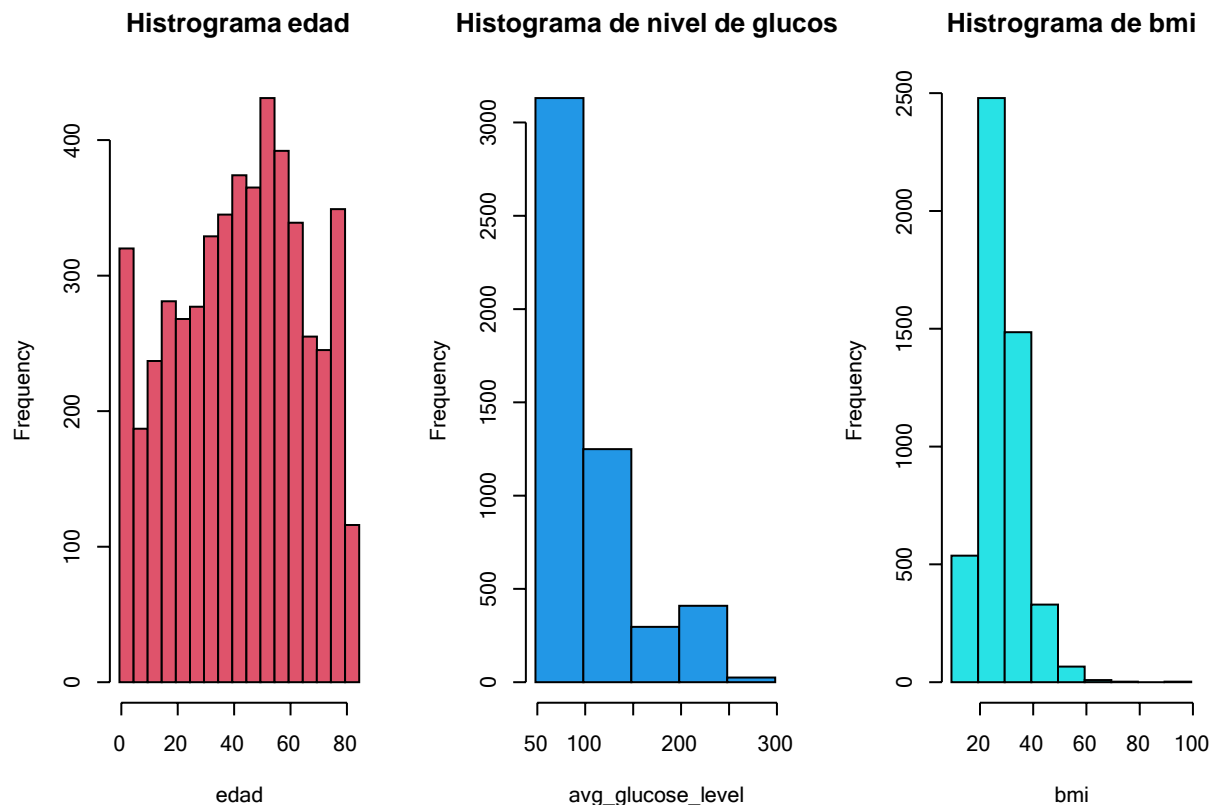 Histrograma edad
Frequency
0
100
200
300
400
0 20 40 60 80
edad
Histograma de nivel de glucos
Frequency
0
500
1000
1500
2000
2500
3000
50 100 200 300
avg_glucose_level
Histrograma de bmi
Frequency
0
500
1000
1500
2000
2500
20 40 60 80 100
bmi